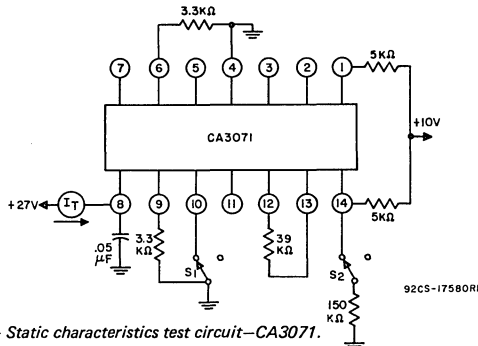 3.3KΩ
7 6 5 4 3 2 1
5KΩ
CA3071
+10V
+27V IT 8 9 10 11 12 13 14
5KΩ
.05
µF
3.3
KΩ
S1
39
KΩ
S2
150
KΩ
92CS-17580RI
- Static characteristics test circuit—CA3071.